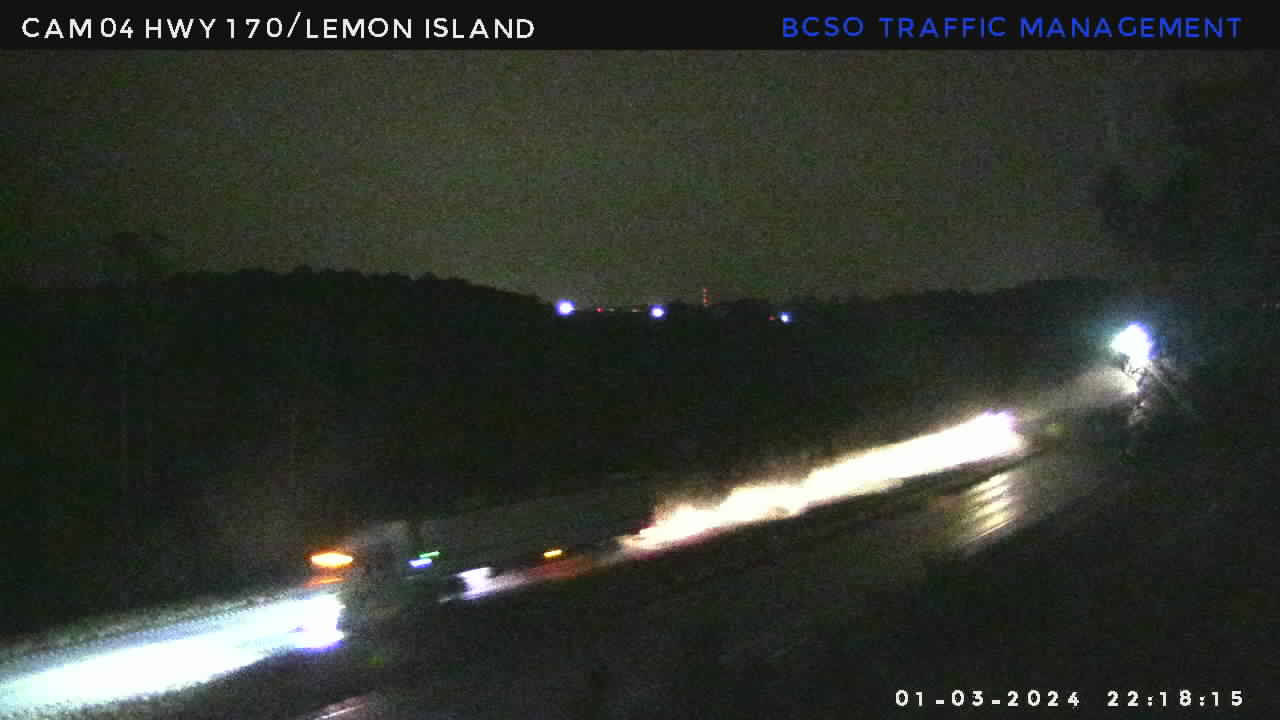 CAM04 HWY 170/LEMON ISLAND
BCSO TRAFFIC MANAGEMENT
01-03-2024 22:18:15